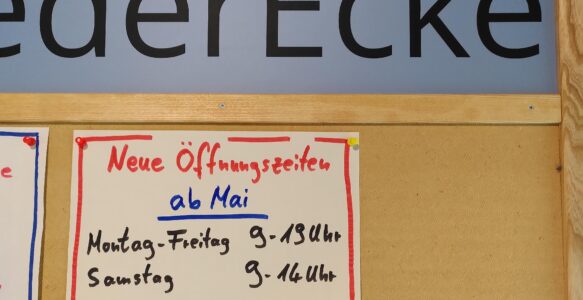 ederEcke
e
Neue Öffnungszeiten
ab Mai
Montag-Freitag 9-19 Uhr
Samstag 9-14 Uhr